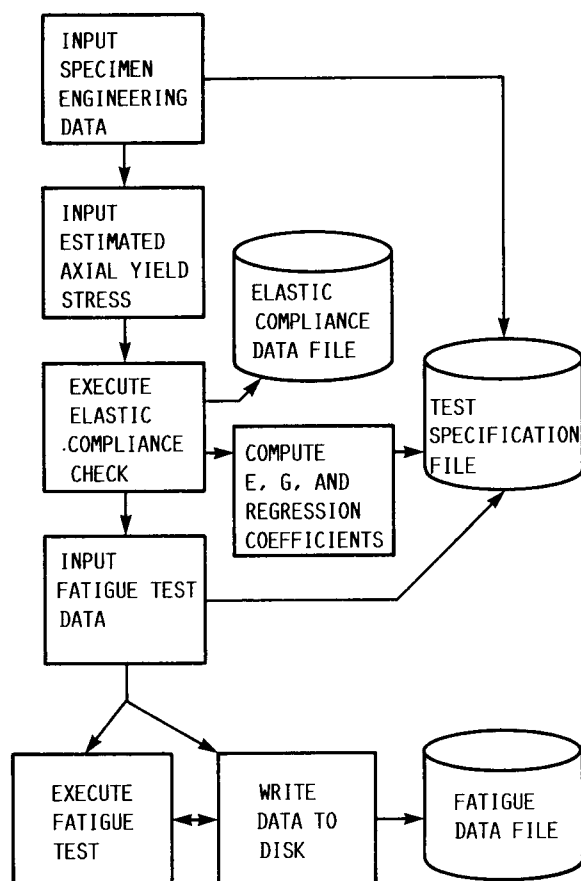 INPUT
SPECIMEN
ENGINEERING
DATA
INPUT
ESTIMATED
AXIAL YIELD
STRESS
ELASTIC
COMPLIANCE
DATA FILE
EXECUTE
ELASTIC
.COMPLIANCE
CHECK
COMPUTE
E, G, AND
REGRESSION
COEFFICIENTS
TEST
SPECIFICATION
FILE
INPUT
FATIGUE TEST
DATA
EXECUTE
FATIGUE
TEST
WRITE
DATA TO
DISK
FATIGUE
DATA FILE